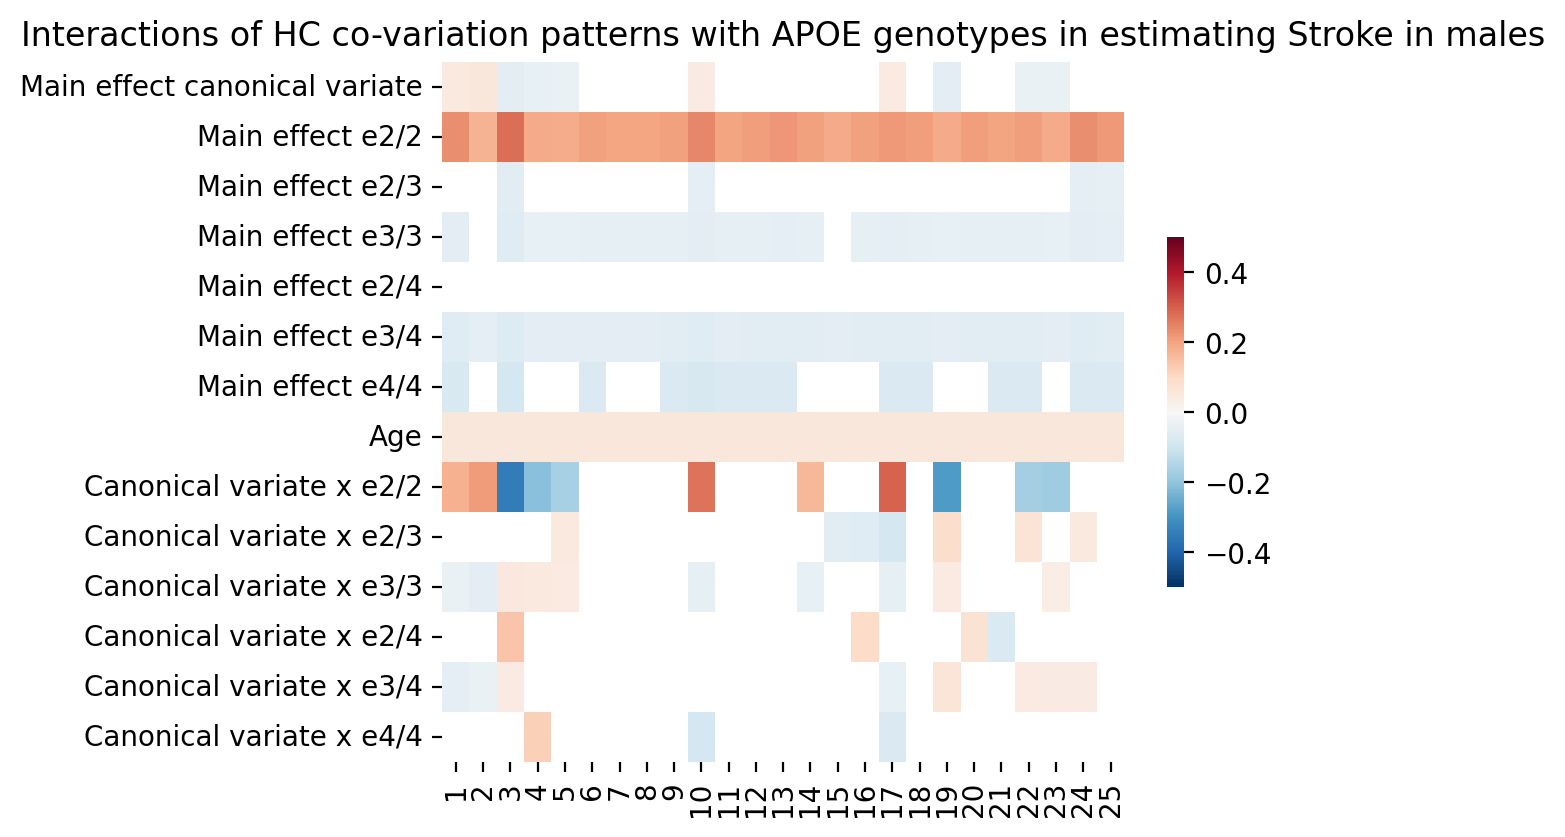 Interactions of HC co-variation patterns with APOE genotypes in estimating Stroke in males
Main effect canonical variate
Main effect e2/2
Main effect e2/3
Main effect e3/3
Main effect e2/4
Main effect e3/4
Main effect e4/4
Age
Canonical variate x e2/2
Canonical variate x e2/3
Canonical variate x e3/3
Canonical variate x e2/4
Canonical variate x e3/4
Canonical variate x e4/4
1 2 3 4 5 6 7 8 9 10 11 12 13 14 15 16 17 18 19 20 21 22 23 24 25
0.4
0.2
0.0
−0.2
−0.4